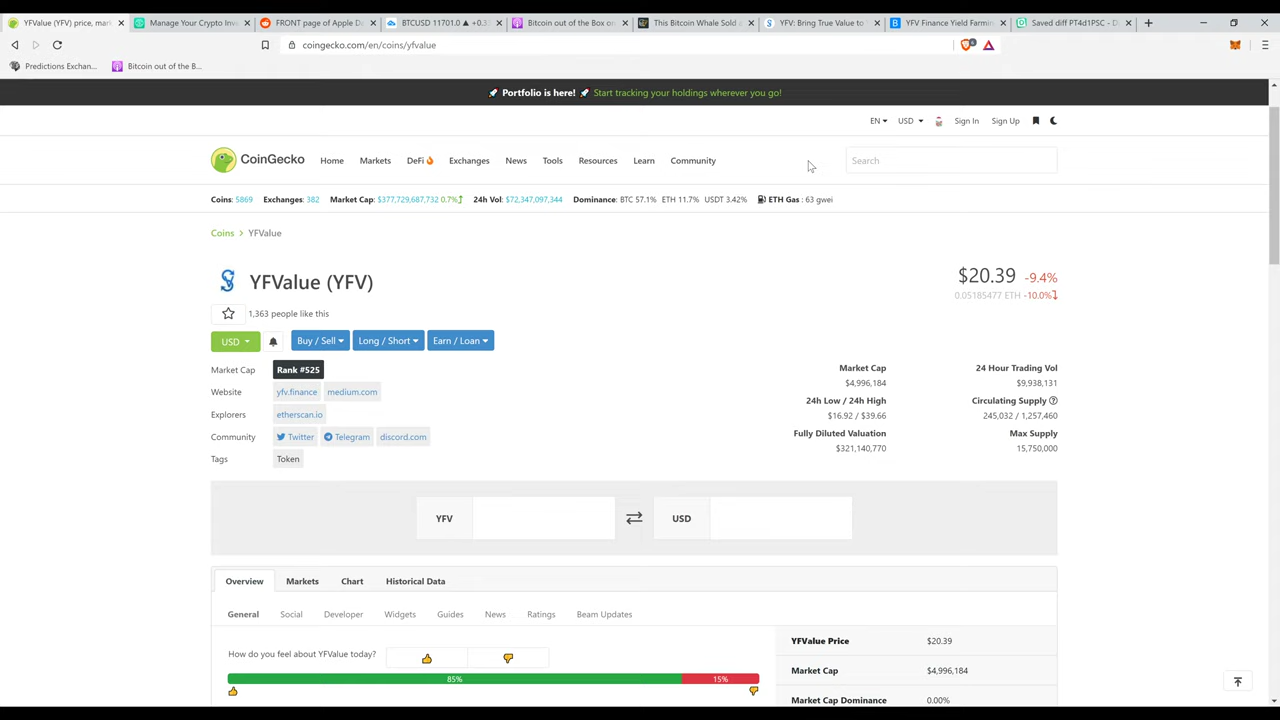 YFValue (YFV) price, mark
Manage Your Crypto Inv
FRONT page of Apple D
BTCUSD 11701.0 ▲ +0.3
Bitcoin out of the Box on
This Bitcoin Whale Sold a
YFV: Bring True Value to
YFV Finance Yield Farmin
Saved diff PT4d1PSC - D
coingecko.com/en/coins/yfvalue
Predictions Exchan...
Bitcoin out of the B...
🚀 Portfolio is here! 🚀 Start tracking your holdings wherever you go!
EN USD Sign In Sign Up
CoinGecko Home Markets DeFi Exchanges News Tools Resources Learn Community Search
Coins: 5869 Exchanges: 382 Market Cap: $377,729,687,732 0.7% 24h Vol: $72,347,097,344 Dominance: BTC 57.1% ETH 11.7% USDT 3.42% ETH Gas : 63 gwei
Coins > YFValue
YFValue (YFV)
$20.39 -9.4%
0.05185477 ETH -10.0%
1,363 people like this
USD Buy / Sell Long / Short Earn / Loan
Market Cap Rank #525
Website yfv.finance medium.com
Explorers etherscan.io
Community Twitter Telegram discord.com
Tags Token
Market Cap
$4,996,184
24 Hour Trading Vol
$9,938,131
24h Low / 24h High
$16.92 / $39.66
Circulating Supply
245,032 / 1,257,460
Fully Diluted Valuation
$321,140,770
Max Supply
15,750,000
YFV USD
Overview Markets Chart Historical Data
General Social Developer Widgets Guides News Ratings Beam Updates
How do you feel about YFValue today?
85% 15%
YFValue Price $20.39
Market Cap $4,996,184
Market Cap Dominance 0.00%